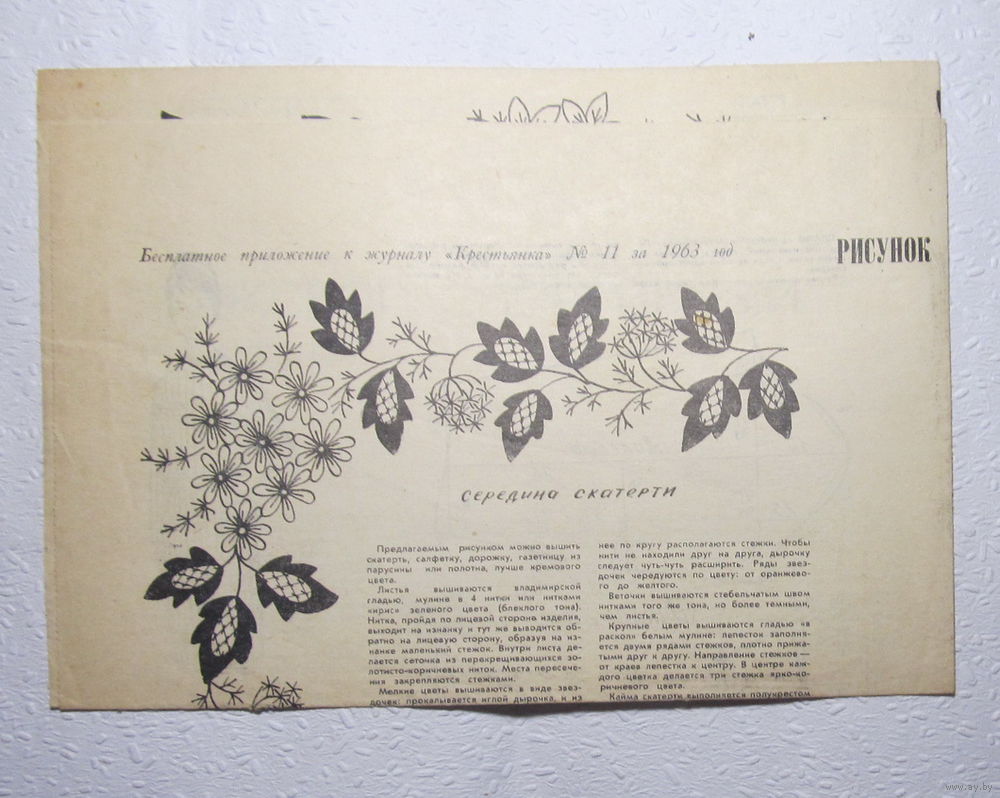 Бесплатное приложение к журналу «Крестьянка» № 11 за 1963 год
РИСУНОК
СЕРЕДИНА СКАТЕРТИ
Предлагаемым рисунком можно вышить
скатерть, салфетку, дорожку, газетницу из
парусины или полотна, лучше кремового
цвета.
Листья вышиваются владимирской
гладью, мулине в 4 нитки или нитками
«ирис» зеленого цвета (блеклого тона).
Нитка, пройдя по лицевой стороне изделия,
выходит на изнанку и тут же выводится об-
ратно на лицевую сторону, образуя на из-
нанке маленький стежок. Внутри листа де-
лается сеточка из перекрещивающихся зо-
лотисто-коричневых ниток. Места пересече-
ния закрепляются стежками.
Мелкие цветы вышиваются в виде звез-
дочек: прокалывается иглой дырочка, и из
нее по кругу располагаются стежки. Чтобы
нити не находили друг на друга, дырочку
следует чуть-чуть расширить. Ряды звез-
дочек чередуются по цвету: от оранжево-
го до желтого.
Веточки вышиваются стебельчатым швом
нитками того же тона, но более темными,
чем листья.
Крупные цветы вышиваются гладью «в
раскол» белым мулине: лепесток заполня-
ется двумя рядами стежков, плотно прижа-
тыми друг к другу. Направление стежков —
от краев лепестка к центру. В центре каж-
дого цветка делается три стежка ярко-ко-
ричневого цвета.
Кайма скатерти выполняется полукрестом
www.ay.by